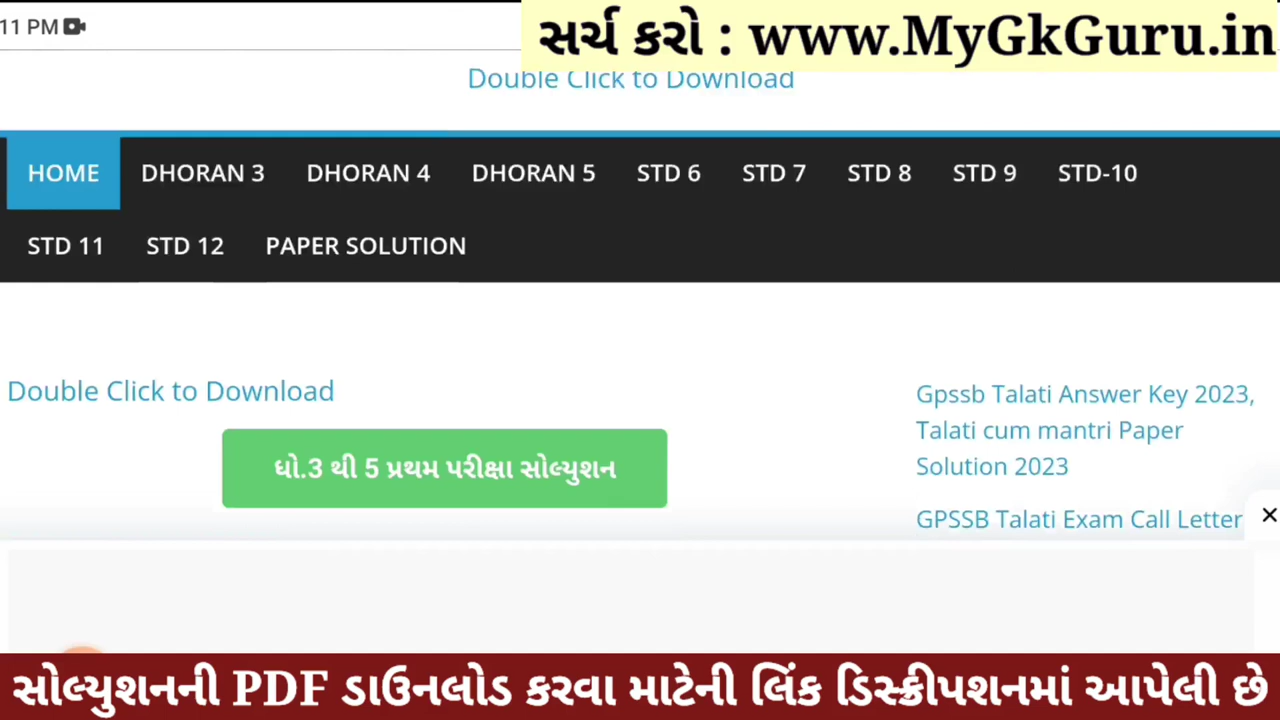 11 PM
સર્ચ કરો : www.MyGkGuru.in
Double Click to Download
HOME DHORAN 3 DHORAN 4 DHORAN 5 STD 6 STD 7 STD 8 STD 9 STD-10
STD 11 STD 12 PAPER SOLUTION
Double Click to Download
ધો.3 થી 5 પ્રથમ પરીક્ષા સોલ્યુશન
Gpssb Talati Answer Key 2023,
Talati cum mantri Paper
Solution 2023
GPSSB Talati Exam Call Letter
સોલ્યુશનની PDF ડાઉનલોડ કરવા માટેની લિંક ડિસ્ક્રીપશનમાં આપેલી છે